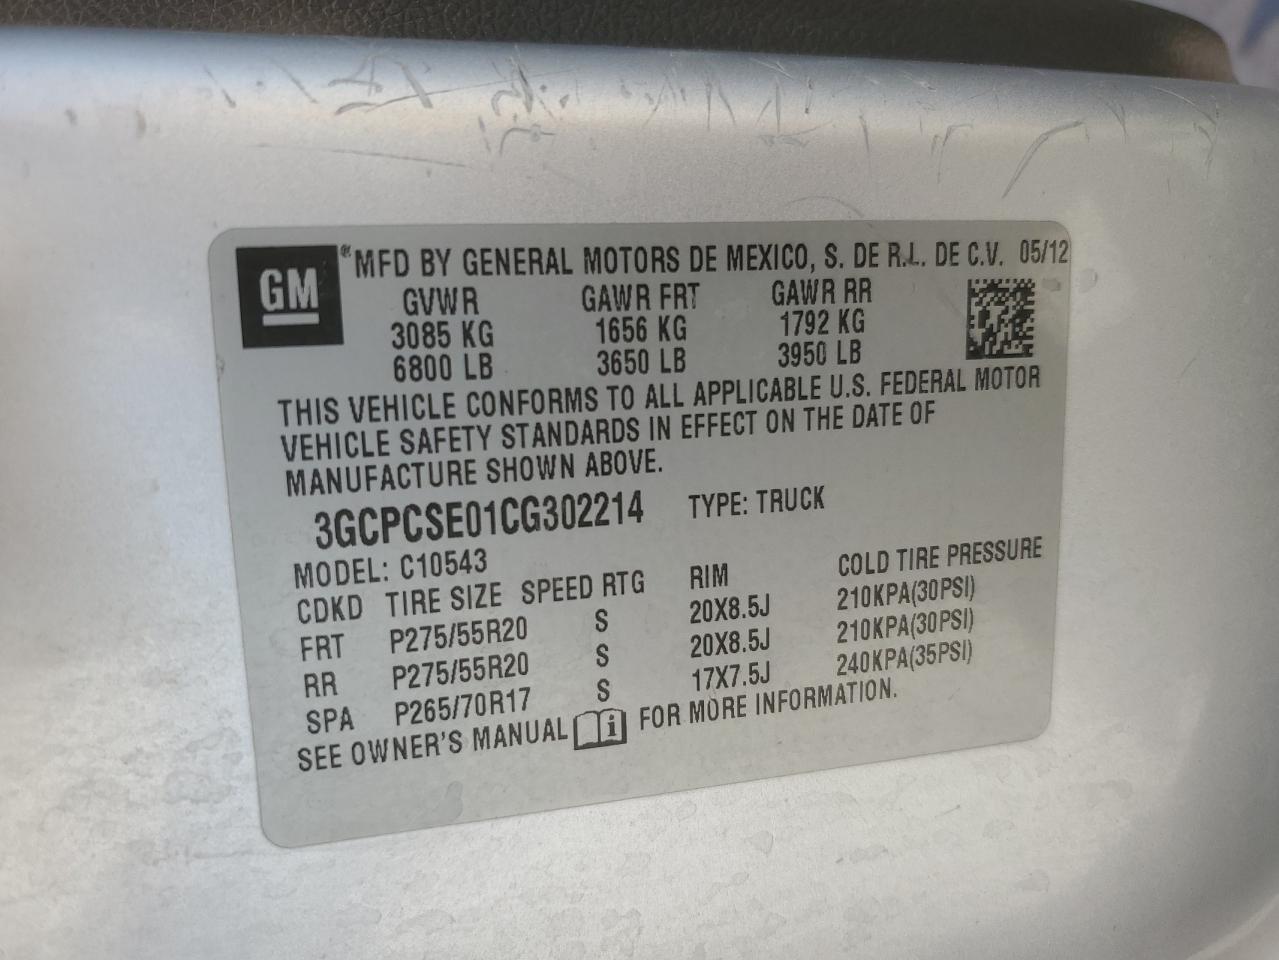 GM
®MFD BY GENERAL MOTORS DE MEXICO, S. DE R.L. DE C.V. 05/12
GVWR GAWR FRT GAWR RR
3085 KG 1656 KG 1792 KG
6800 LB 3650 LB 3950 LB
THIS VEHICLE CONFORMS TO ALL APPLICABLE U.S. FEDERAL MOTOR
VEHICLE SAFETY STANDARDS IN EFFECT ON THE DATE OF
MANUFACTURE SHOWN ABOVE.
3GCPCSE01CG302214 TYPE: TRUCK
MODEL: C10543
CDKD TIRE SIZE SPEED RTG RIM COLD TIRE PRESSURE
FRT P275/55R20 S 20X8.5J 210KPA(30PSI)
RR P275/55R20 S 20X8.5J 210KPA(30PSI)
SPA P265/70R17 S 17X7.5J 240KPA(35PSI)
SEE OWNER'S MANUAL i FOR MORE INFORMATION.